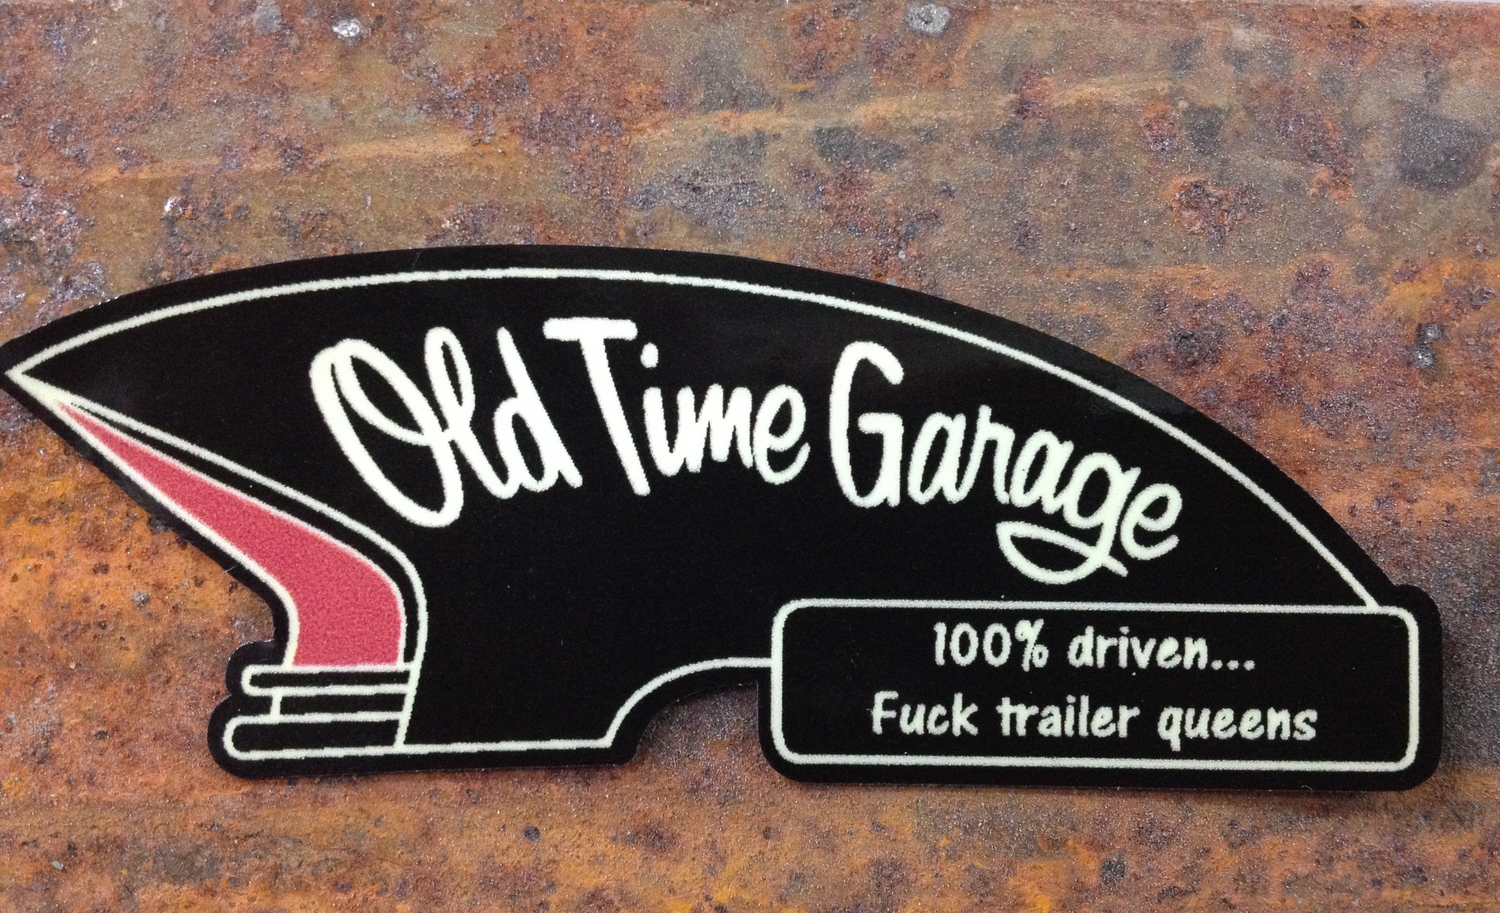 Old Time Garage
100% driven...
Fuck trailer queens